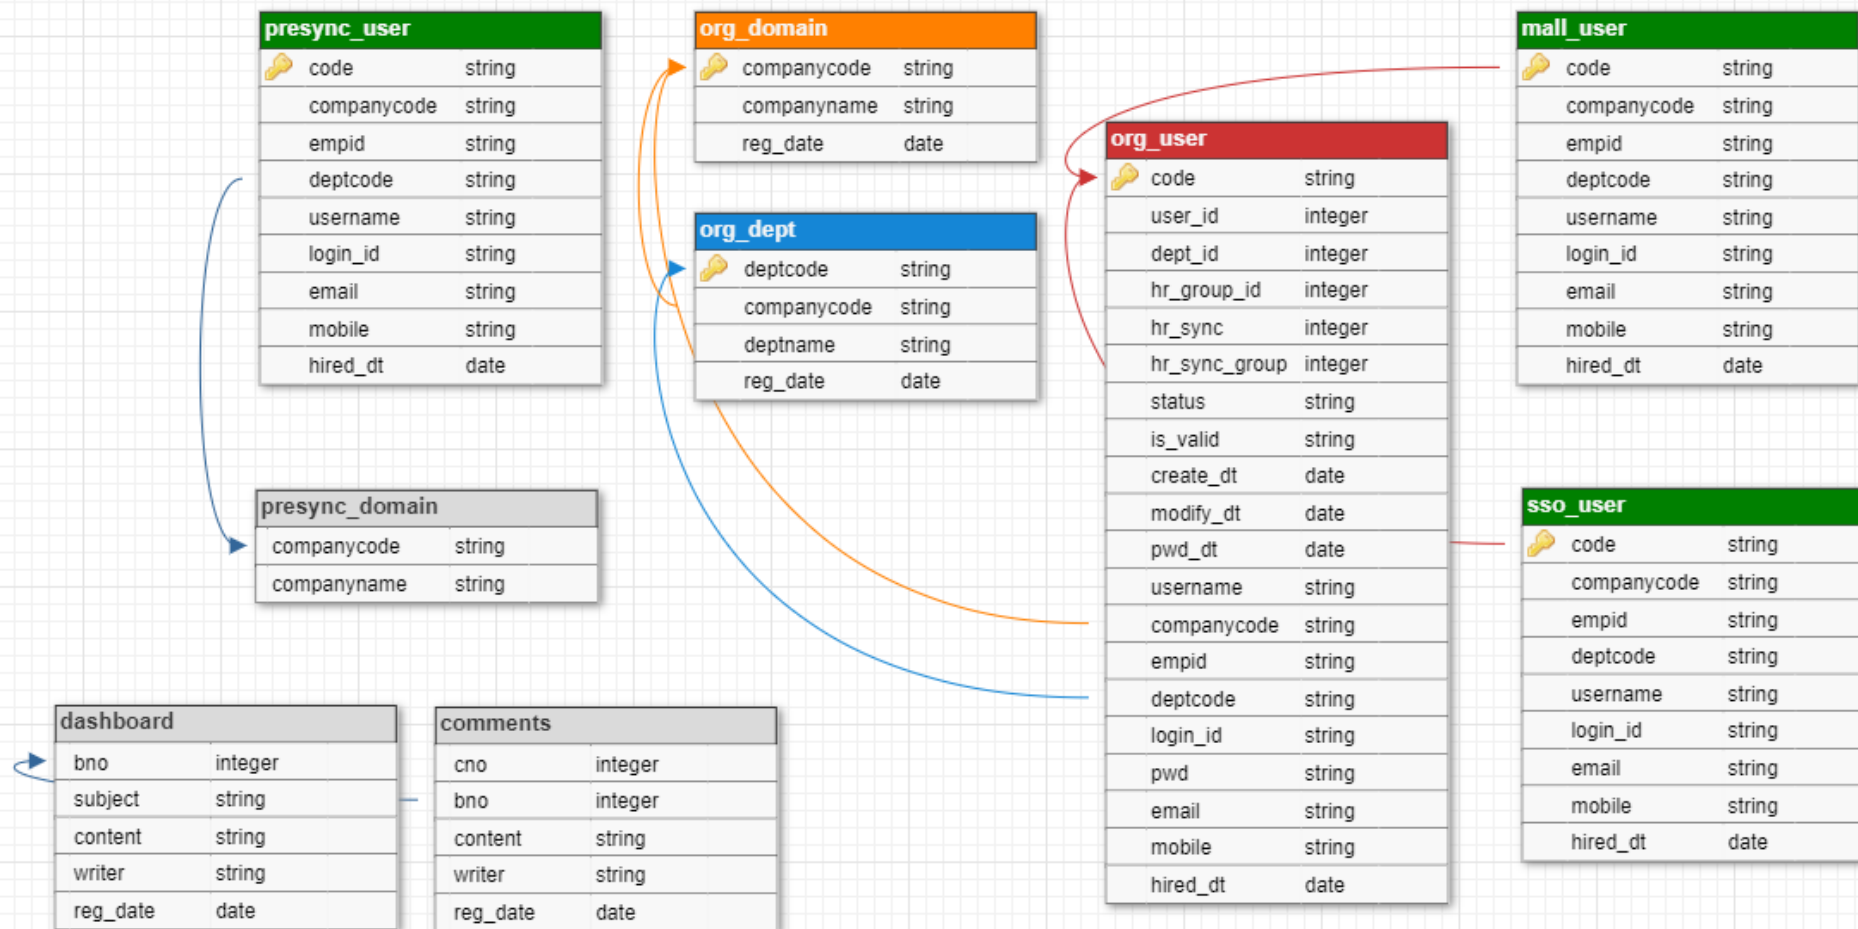 presync_user
code string
companycode string
empid string
deptcode string
username string
login_id string
email string
mobile string
hired_dt date
org_domain
companycode string
companyname string
reg_date date
org_dept
deptcode string
companycode string
deptname string
reg_date date
org_user
code string
user_id integer
dept_id integer
hr_group_id integer
hr_sync integer
hr_sync_group integer
status string
is_valid string
create_dt date
modify_dt date
pwd_dt date
username string
companycode string
empid string
deptcode string
login_id string
pwd string
email string
mobile string
hired_dt date
mall_user
code string
companycode string
empid string
deptcode string
username string
login_id string
email string
mobile string
hired_dt date
presync_domain
companycode string
companyname string
sso_user
code string
companycode string
empid string
deptcode string
username string
login_id string
email string
mobile string
hired_dt date
dashboard
bno integer
subject string
content string
writer string
reg_date date
comments
cno integer
bno integer
content string
writer string
reg_date date